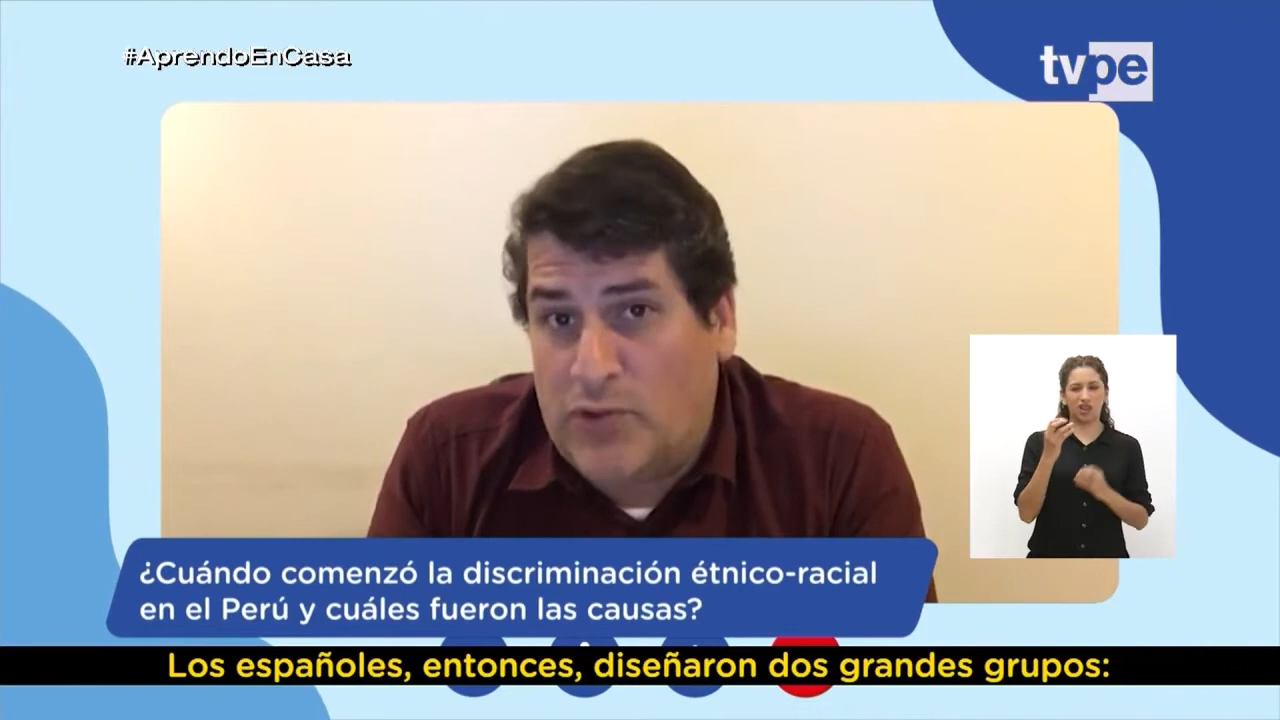 #AprendoEnCasa
tvpe
¿Cuándo comenzó la discriminación étnico-racial
en el Perú y cuáles fueron las causas?
Los españoles, entonces, diseñaron dos grandes grupos: